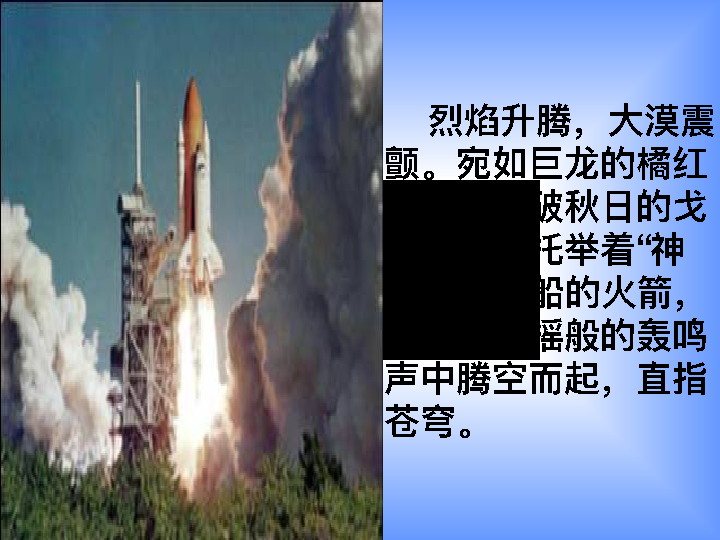 烈焰升腾，大漠震
颤。宛如巨龙的橘红
破秋日的戈
托举着“神
船的火箭，
摇般的轰鸣
声中腾空而起，直指
苍穹。